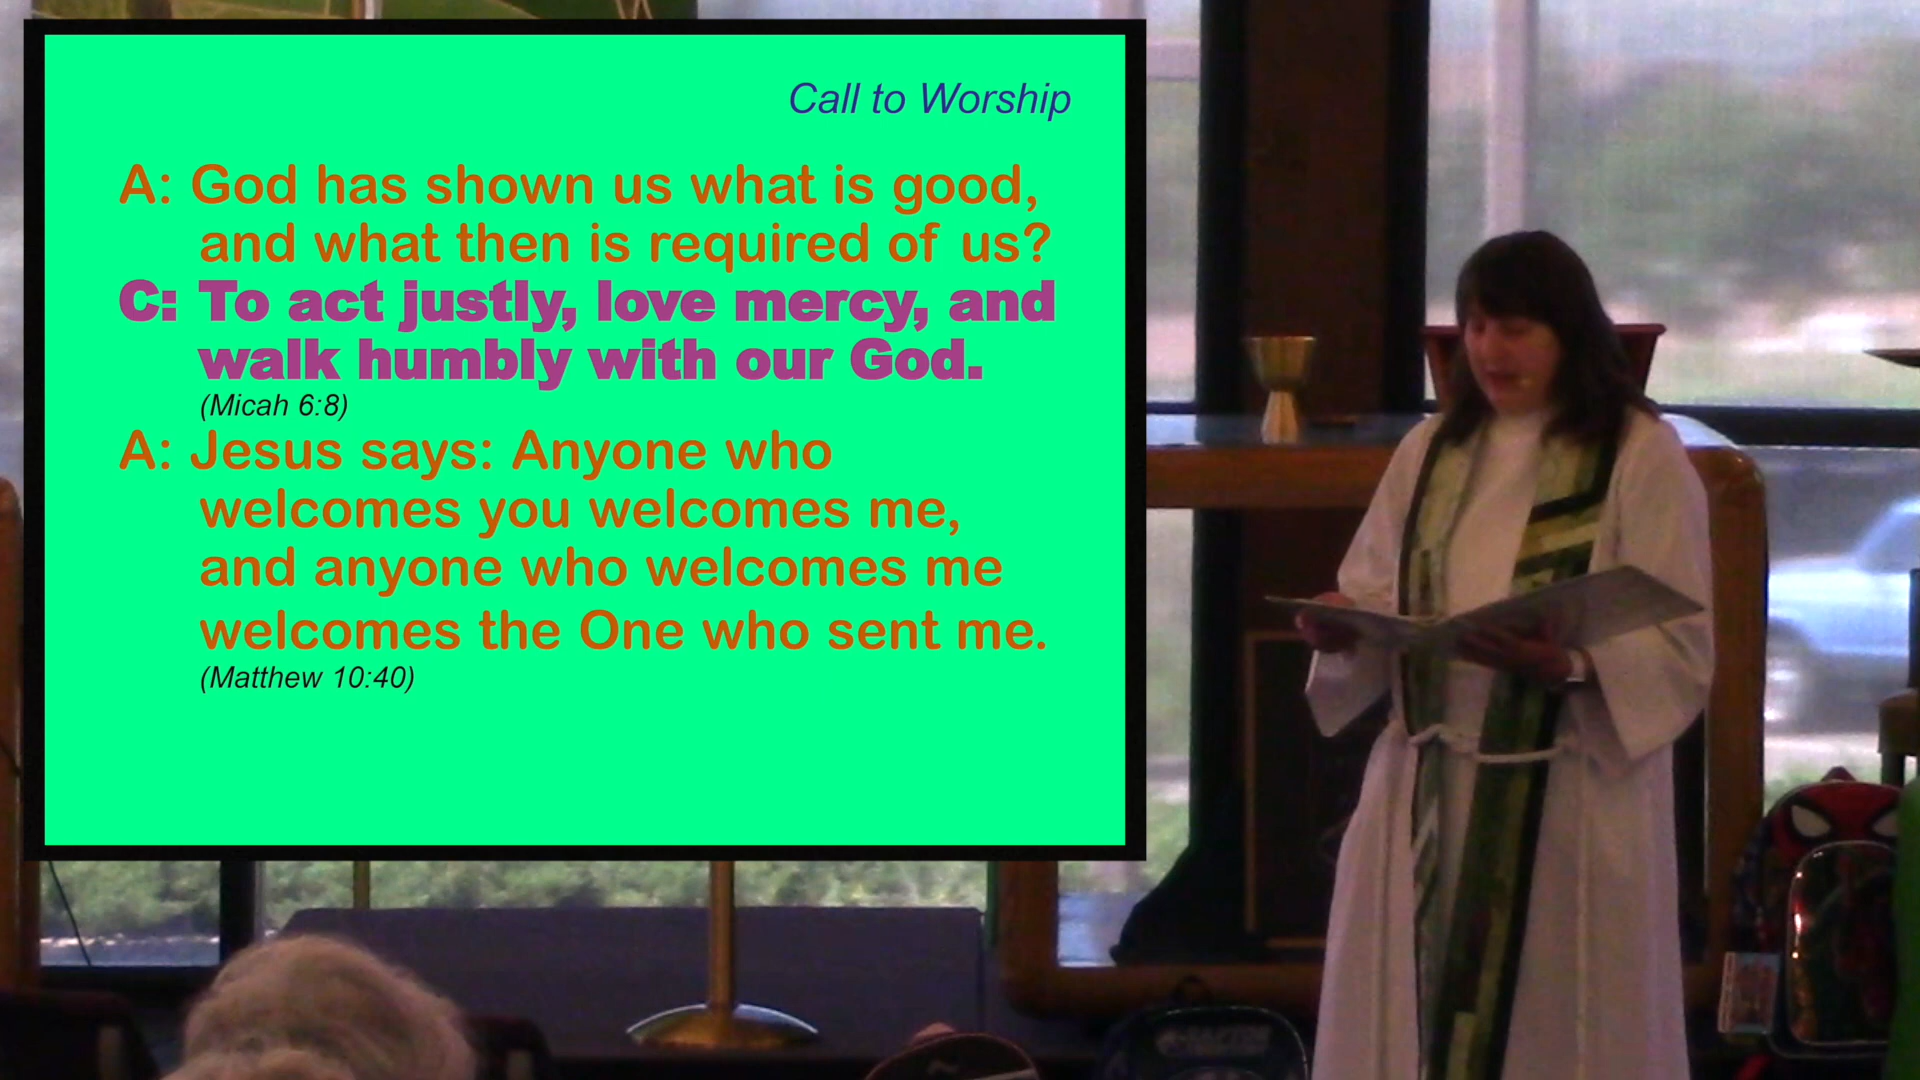 Call to Worship
A: God has shown us what is good,
and what then is required of us?
C: To act justly, love mercy, and
walk humbly with our God.
(Micah 6:8)
A: Jesus says: Anyone who
welcomes you welcomes me,
and anyone who welcomes me
welcomes the One who sent me.
(Matthew 10:40)